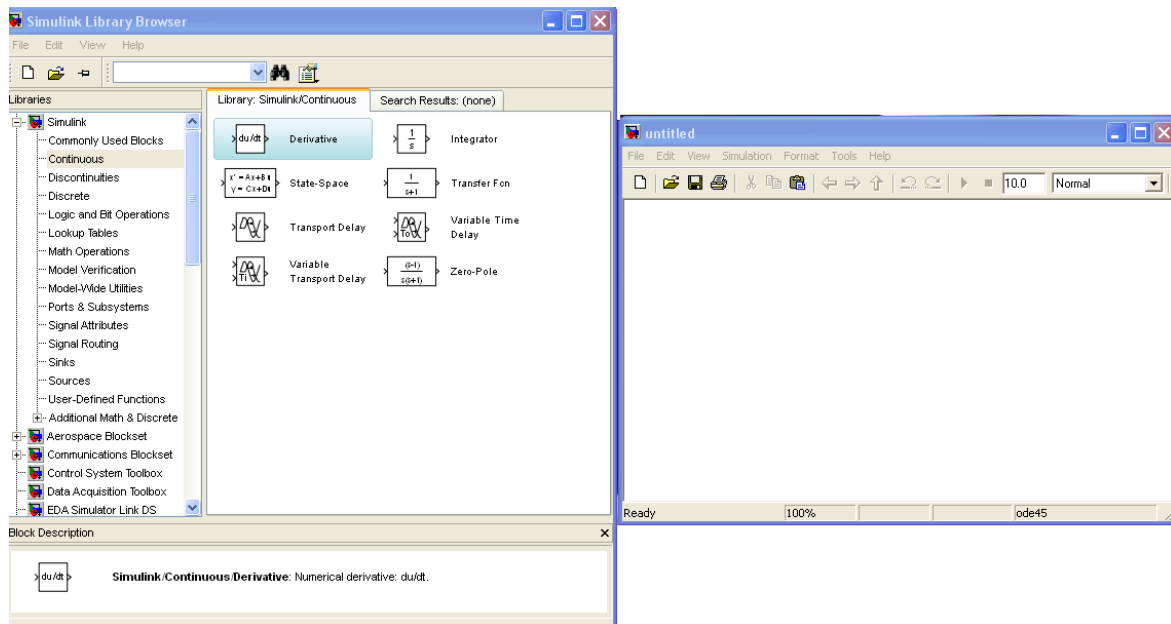 Simulink Library Browser
File Edit View Help
Libraries
Library: Simulink/Continuous
Search Results: (none)
Simulink
Commonly Used Blocks
Continuous
Discontinuities
Discrete
Logic and Bit Operations
Lookup Tables
Math Operations
Model Verification
Model-Wide Utilities
Ports & Subsystems
Signal Attributes
Signal Routing
Sinks
Sources
User-Defined Functions
Additional Math & Discrete
Aerospace Blockset
Communications Blockset
Control System Toolbox
Data Acquisition Toolbox
EDA Simulator Link DS
du/dt
Derivative
1
s
Integrator
x' = Ax+B
y = Cx+D
State-Space
1
s+1
Transfer Fcn
Transport Delay
To
Variable Time
Delay
Ti
Variable
Transport Delay
(s-1)
s(s+1)
Zero-Pole
Block Description
du/dt
Simulink/Continuous/Derivative: Numerical derivative: du/dt.
untitled
File Edit View Simulation Format Tools Help
10.0
Normal
Ready
100%
ode45